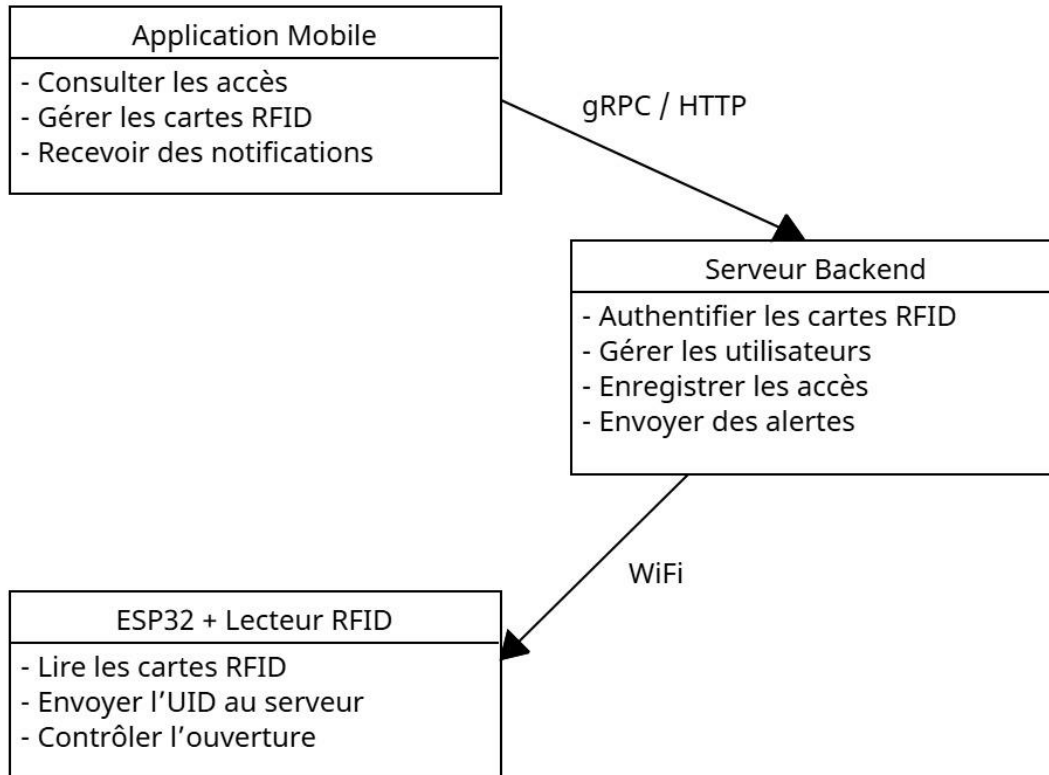 Application Mobile
- Consulter les accès
- Gérer les cartes RFID
- Recevoir des notifications
gRPC / HTTP
Serveur Backend
- Authentifier les cartes RFID
- Gérer les utilisateurs
- Enregistrer les accès
- Envoyer des alertes
WiFi
ESP32 + Lecteur RFID
- Lire les cartes RFID
- Envoyer l’UID au serveur
- Contrôler l’ouverture